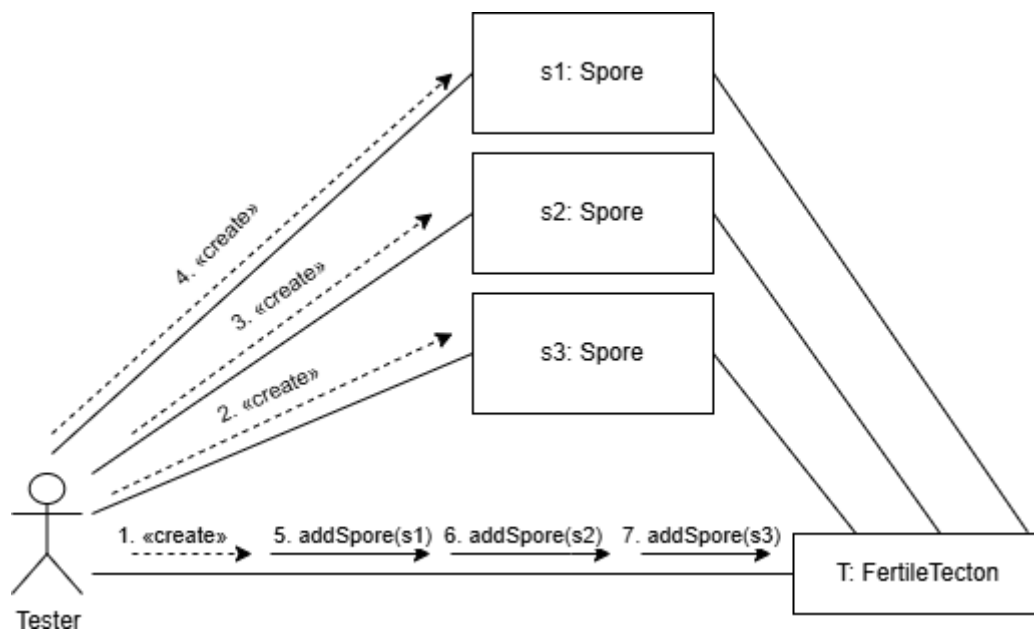 s1: Spore
s2: Spore
s3: Spore
4. «create»
3. «create»
2. «create»
1. «create» 5. addSpore(s1) 6. addSpore(s2) 7. addSpore(s3)
T: FertileTecton
Tester